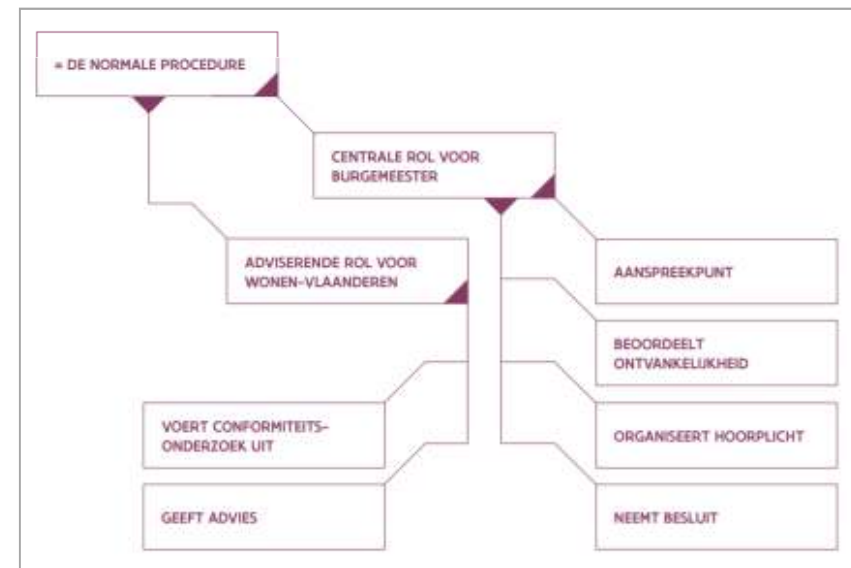 = DE NORMALE PROCEDURE
CENTRALE ROL VOOR
BURGEMEESTER
ADVISERENDE ROL VOOR
WONEN-VLAANDEREN
AANSPREEKPUNT
BEOORDEELT
ONTVANKELIJKHEID
VOERT CONFORMITEITS-
ONDERZOEK UIT
ORGANISEERT HOORPLICHT
GEEFT ADVIES
NEEMT BESLUIT